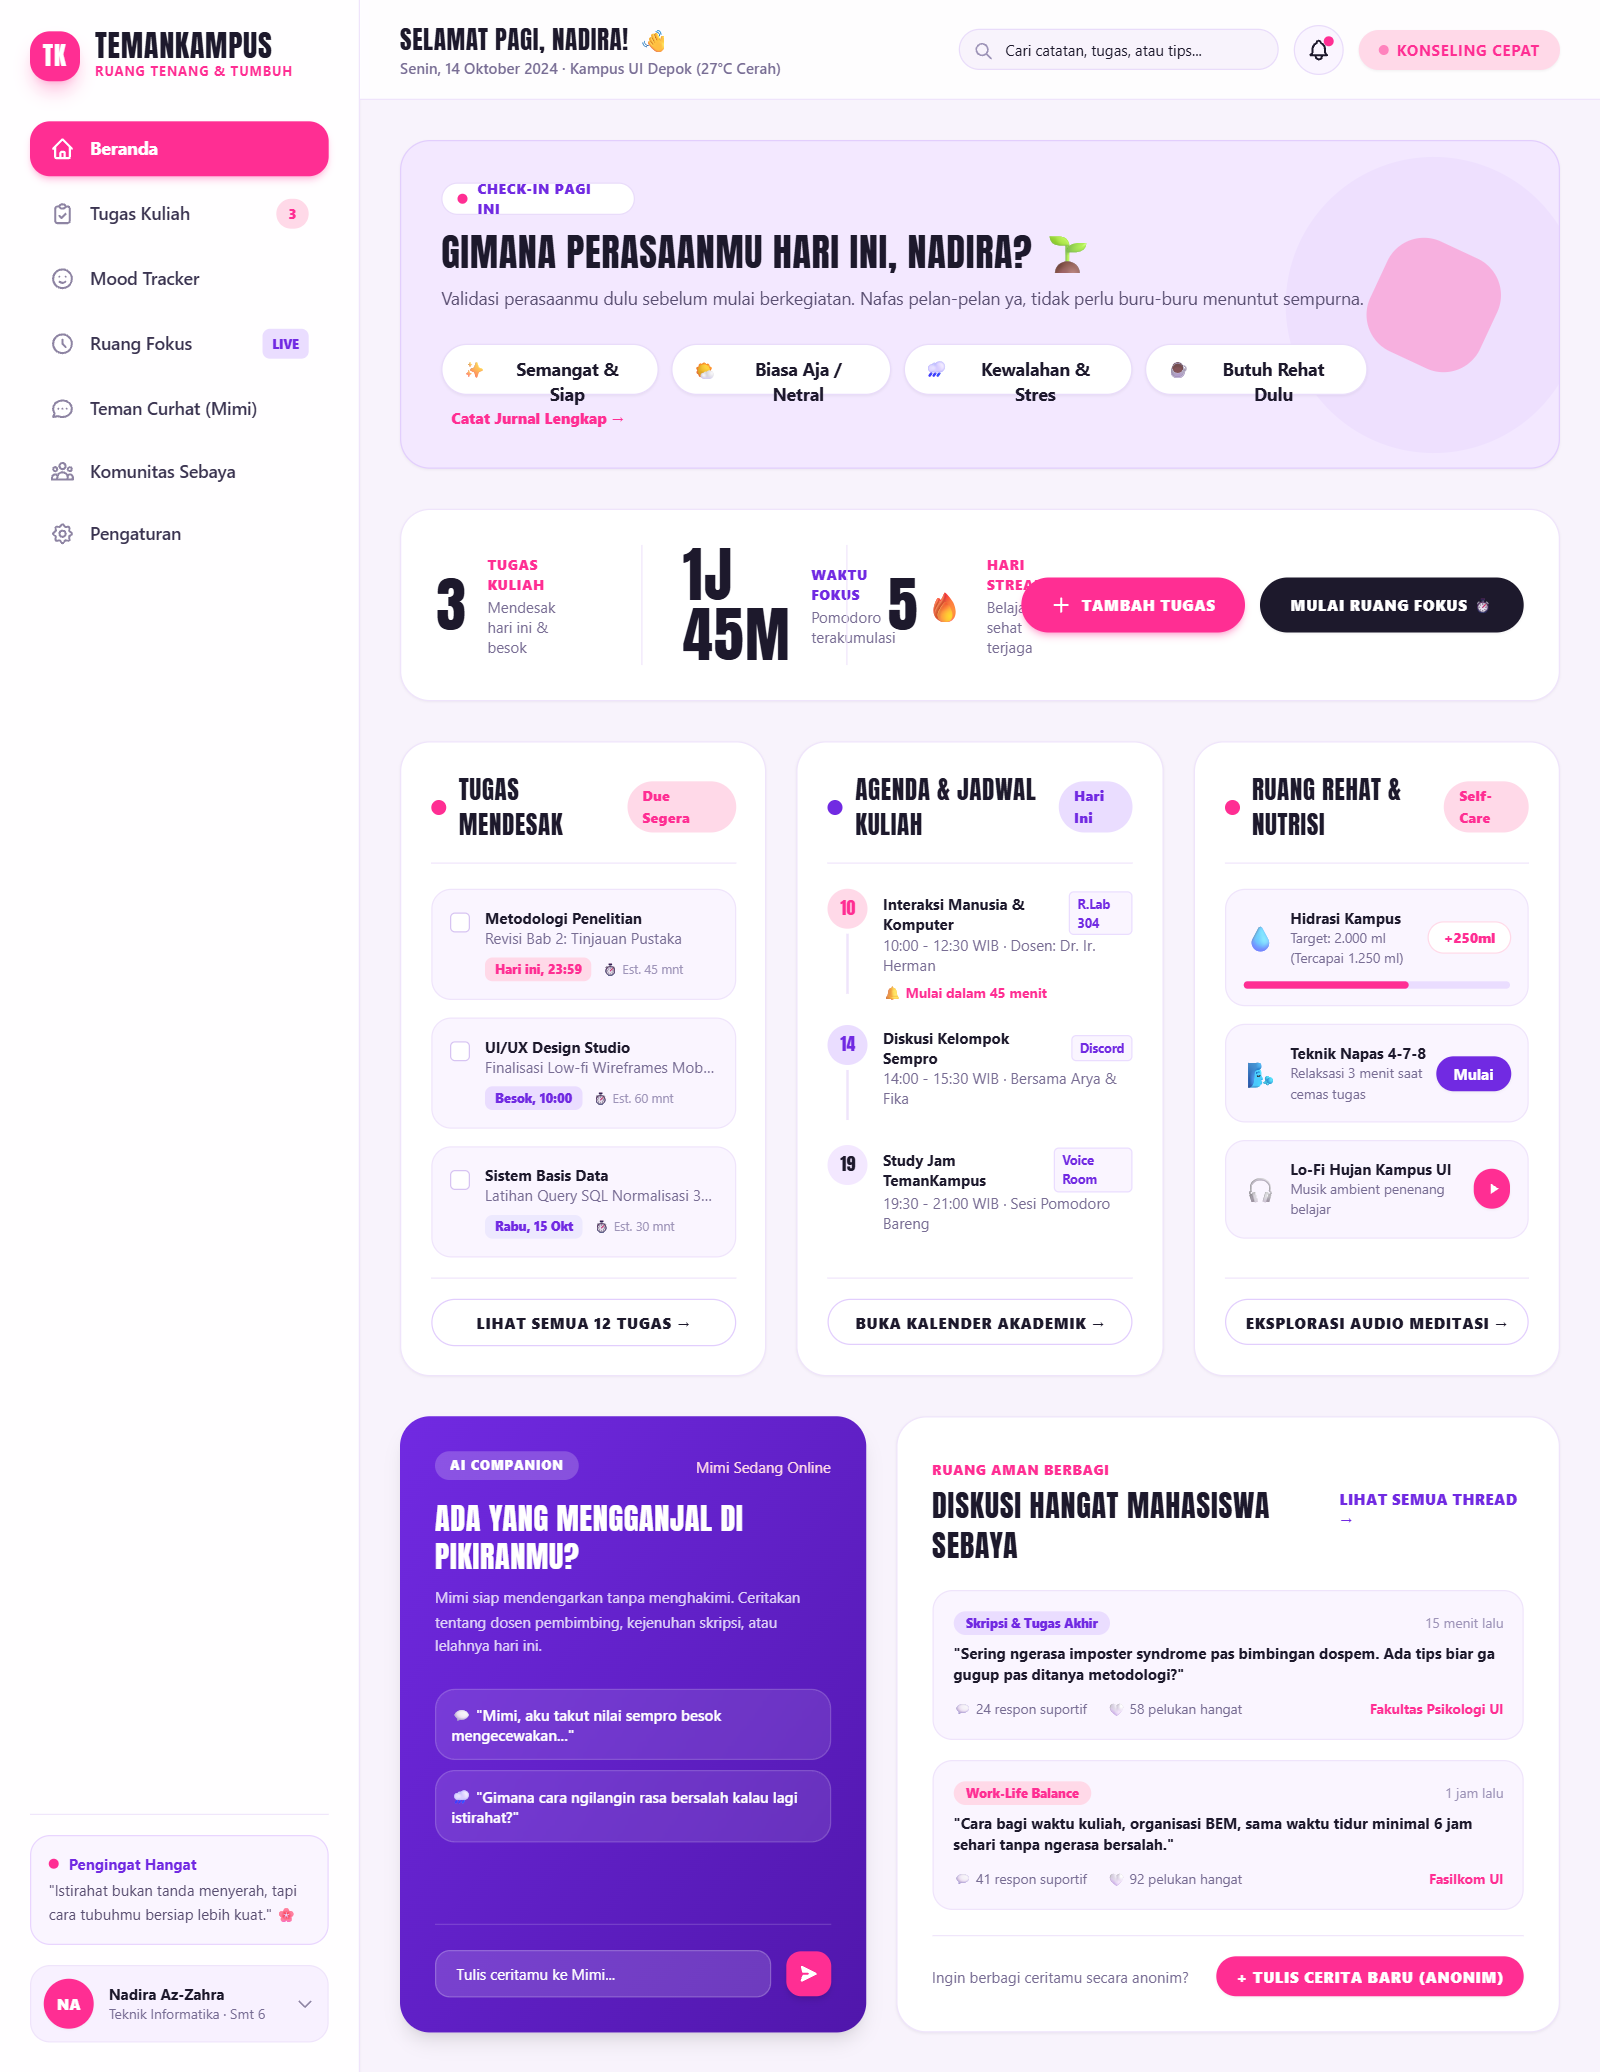 TK
TEMANKAMPUS
RUANG TENANG & TUMBUH
Beranda
Tugas Kuliah
3
Mood Tracker
Ruang Fokus
LIVE
Teman Curhat (Mimi)
Komunitas Sebaya
Pengaturan
Pengingat Hangat
"Istirahat bukan tanda menyerah, tapi
cara tubuhmu bersiap lebih kuat." 🌸
NA
Nadira Az-Zahra
Teknik Informatika · Smt 6
SELAMAT PAGI, NADIRA! 👋
Senin, 14 Oktober 2024 · Kampus UI Depok (27°C Cerah)
Cari catatan, tugas, atau tips...
KONSELING CEPAT
CHECK-IN PAGI
INI
GIMANA PERASAANMU HARI INI, NADIRA? 🌱
Validasi perasaanmu dulu sebelum mulai berkegiatan. Nafas pelan-pelan ya, tidak perlu buru-buru menuntut sempurna.
✨ Semangat &
Siap
🌤️ Biasa Aja /
Netral
🌧️ Kewalahan &
Stres
☕ Butuh Rehat
Dulu
Catat Jurnal Lengkap →
3
TUGAS
KULIAH
Mendesak
hari ini &
besok
1J
45M
WAKTU
FOKUS
Pomodoro
terakumulasi
5 🔥
HARI
sehat
terjaga
+ TAMBAH TUGAS
MULAI RUANG FOKUS ⏱️
TUGAS
MENDESAK
Due
Segera
Metodologi Penelitian
Revisi Bab 2: Tinjauan Pustaka
Hari ini, 23:59
⏱️ Est. 45 mnt
UI/UX Design Studio
Finalisasi Low-fi Wireframes Mob...
Besok, 10:00
⏱️ Est. 60 mnt
Sistem Basis Data
Latihan Query SQL Normalisasi 3...
Rabu, 15 Okt
⏱️ Est. 30 mnt
LIHAT SEMUA 12 TUGAS →
AGENDA & JADWAL
KULIAH
Hari
Ini
10
Interaksi Manusia &
Komputer
R.Lab
304
10:00 - 12:30 WIB · Dosen: Dr. Ir.
Herman
🔔 Mulai dalam 45 menit
14
Diskusi Kelompok
Sempro
Discord
14:00 - 15:30 WIB · Bersama Arya &
Fika
19
Study Jam
TemanKampus
Voice
Room
19:30 - 21:00 WIB · Sesi Pomodoro
Bareng
BUKA KALENDER AKADEMIK →
RUANG REHAT &
NUTRISI
Self-
Care
💧
Hidrasi Kampus
Target: 2.000 ml
(Tercapai 1.250 ml)
+250ml
🌬️
Teknik Napas 4-7-8
Relaksasi 3 menit saat
cemas tugas
Mulai
🎧
Lo-Fi Hujan Kampus UI
Musik ambient penenang
belajar
EKSPLORASI AUDIO MEDITASI →
AI COMPANION
Mimi Sedang Online
ADA YANG MENGGANJAL DI
PIKIRANMU?
Mimi siap mendengarkan tanpa menghakimi. Ceritakan
tentang dosen pembimbing, kejenuhan skripsi, atau
lelahnya hari ini.
💬 "Mimi, aku takut nilai sempro besok
mengecewakan..."
🌧️ "Gimana cara ngilangin rasa bersalah kalau lagi
istirahat?"
Tulis ceritamu ke Mimi...
RUANG AMAN BERBAGI
DISKUSI HANGAT MAHASISWA
SEBAYA
LIHAT SEMUA THREAD
→
Skripsi & Tugas Akhir
15 menit lalu
"Sering ngerasa imposter syndrome pas bimbingan dospem. Ada tips biar ga
gugup pas ditanya metodologi?"
💬 24 respon suportif
🤍 58 pelukan hangat
Fakultas Psikologi UI
Work-Life Balance
1 jam lalu
"Cara bagi waktu kuliah, organisasi BEM, sama waktu tidur minimal 6 jam
sehari tanpa ngerasa bersalah."
💬 41 respon suportif
🤍 92 pelukan hangat
Fasilkom UI
Ingin berbagi ceritamu secara anonim?
+ TULIS CERITA BARU (ANONIM)